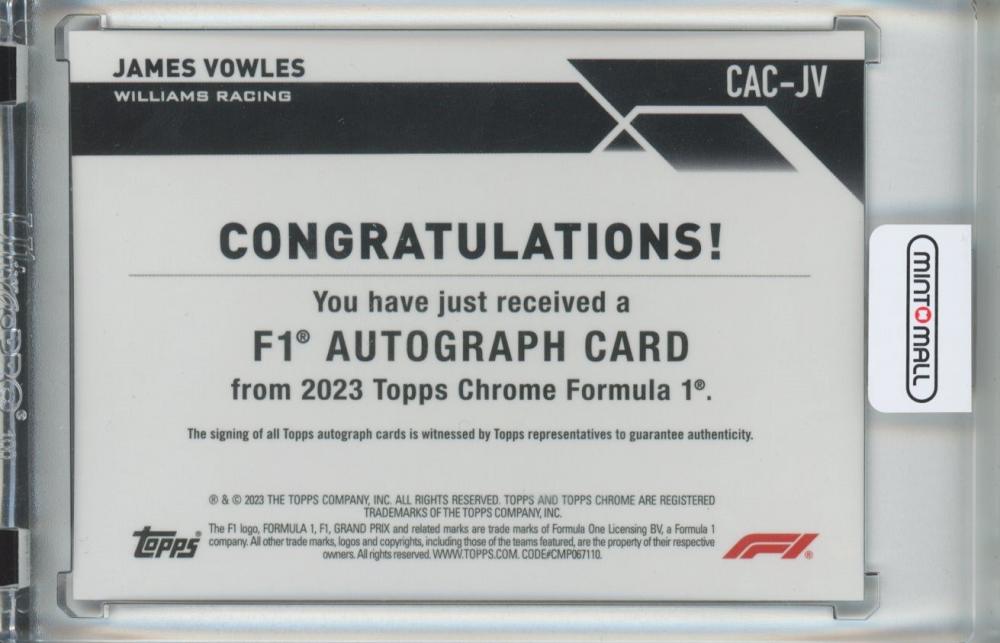 JAMES VOWLES
WILLIAMS RACING
CAC-JV
CONGRATULATIONS!
You have just received a
F1® AUTOGRAPH CARD
from 2023 Topps Chrome Formula 1®.
The signing of all Topps autograph cards is witnessed by Topps representatives to guarantee authenticity.
® & © 2023 THE TOPPS COMPANY, INC. ALL RIGHTS RESERVED. TOPPS AND TOPPS CHROME ARE REGISTERED
TRADEMARKS OF THE TOPPS COMPANY, INC.
The F1 logo, FORMULA 1, F1, GRAND PRIX and related marks are trade marks of Formula One Licensing BV, a Formula 1
company. All other trade marks, logos and copyrights, including those of the teams featured, are the property of their respective
owners. All rights reserved. WWW.TOPPS.COM. CODE#CMP067110.
topps®
F1®
MINT MALL